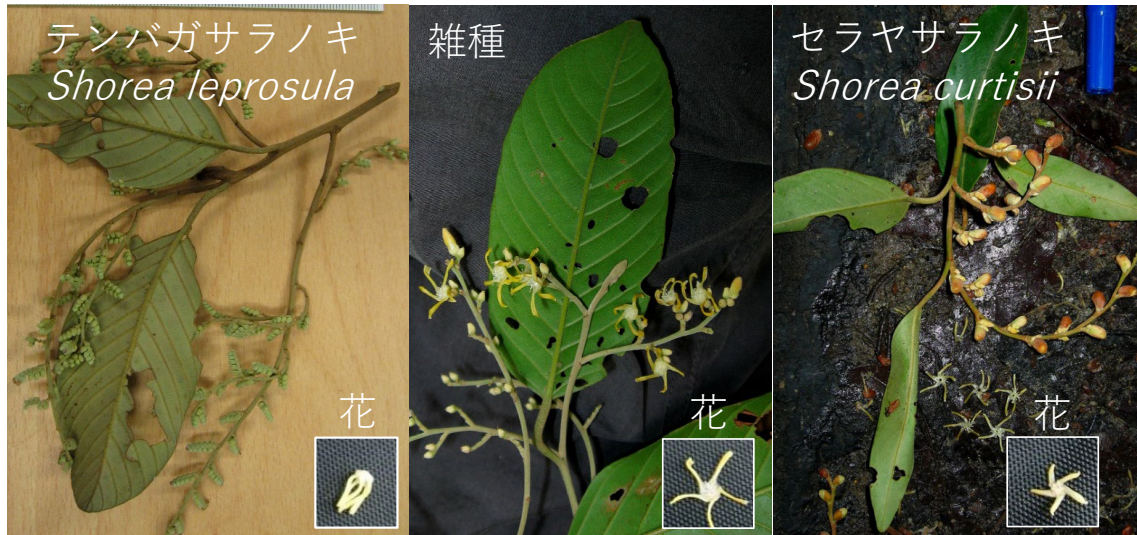 テンバガサラノキ
Shorea leprosula
花
雑種
花
セラヤサラノキ
Shorea curtisii
花